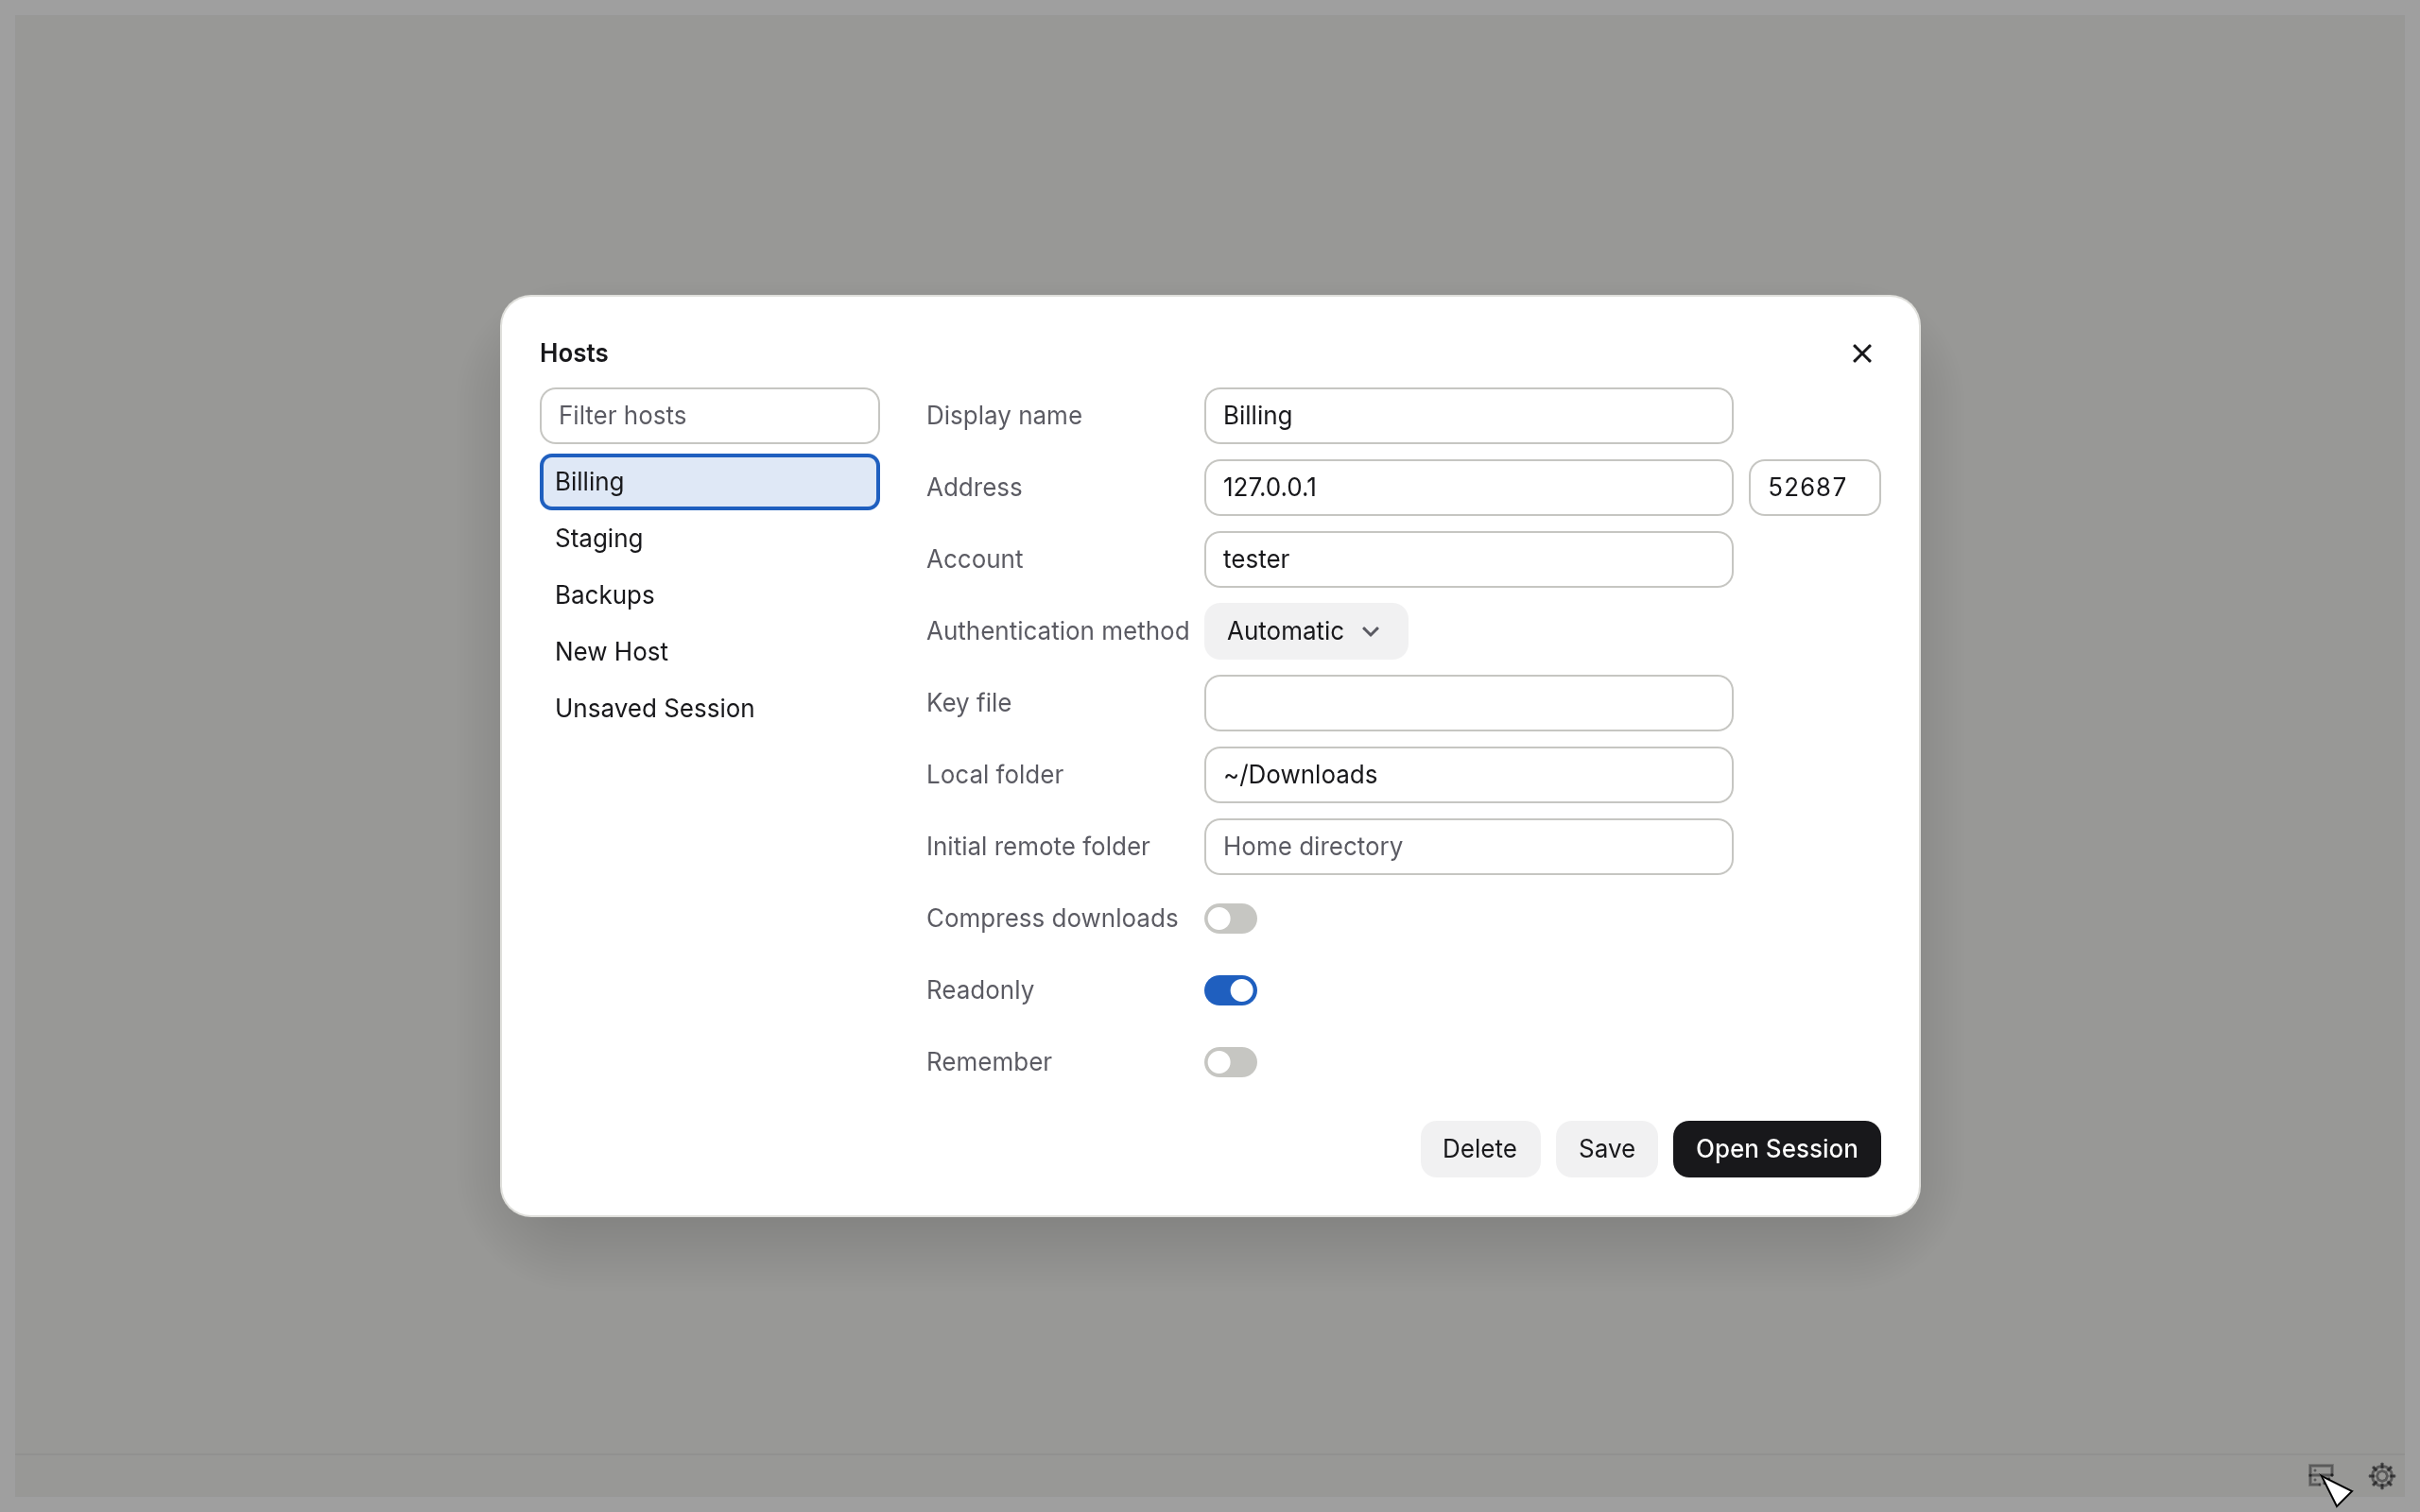 Hosts
Filter hosts
Billing
Staging
Backups
New Host
Unsaved Session
Display name
Billing
Address
127.0.0.1
52687
Account
tester
Authentication method
Automatic
Key file
Local folder
~/Downloads
Initial remote folder
Home directory
Compress downloads
Readonly
Remember
Delete
Save
Open Session